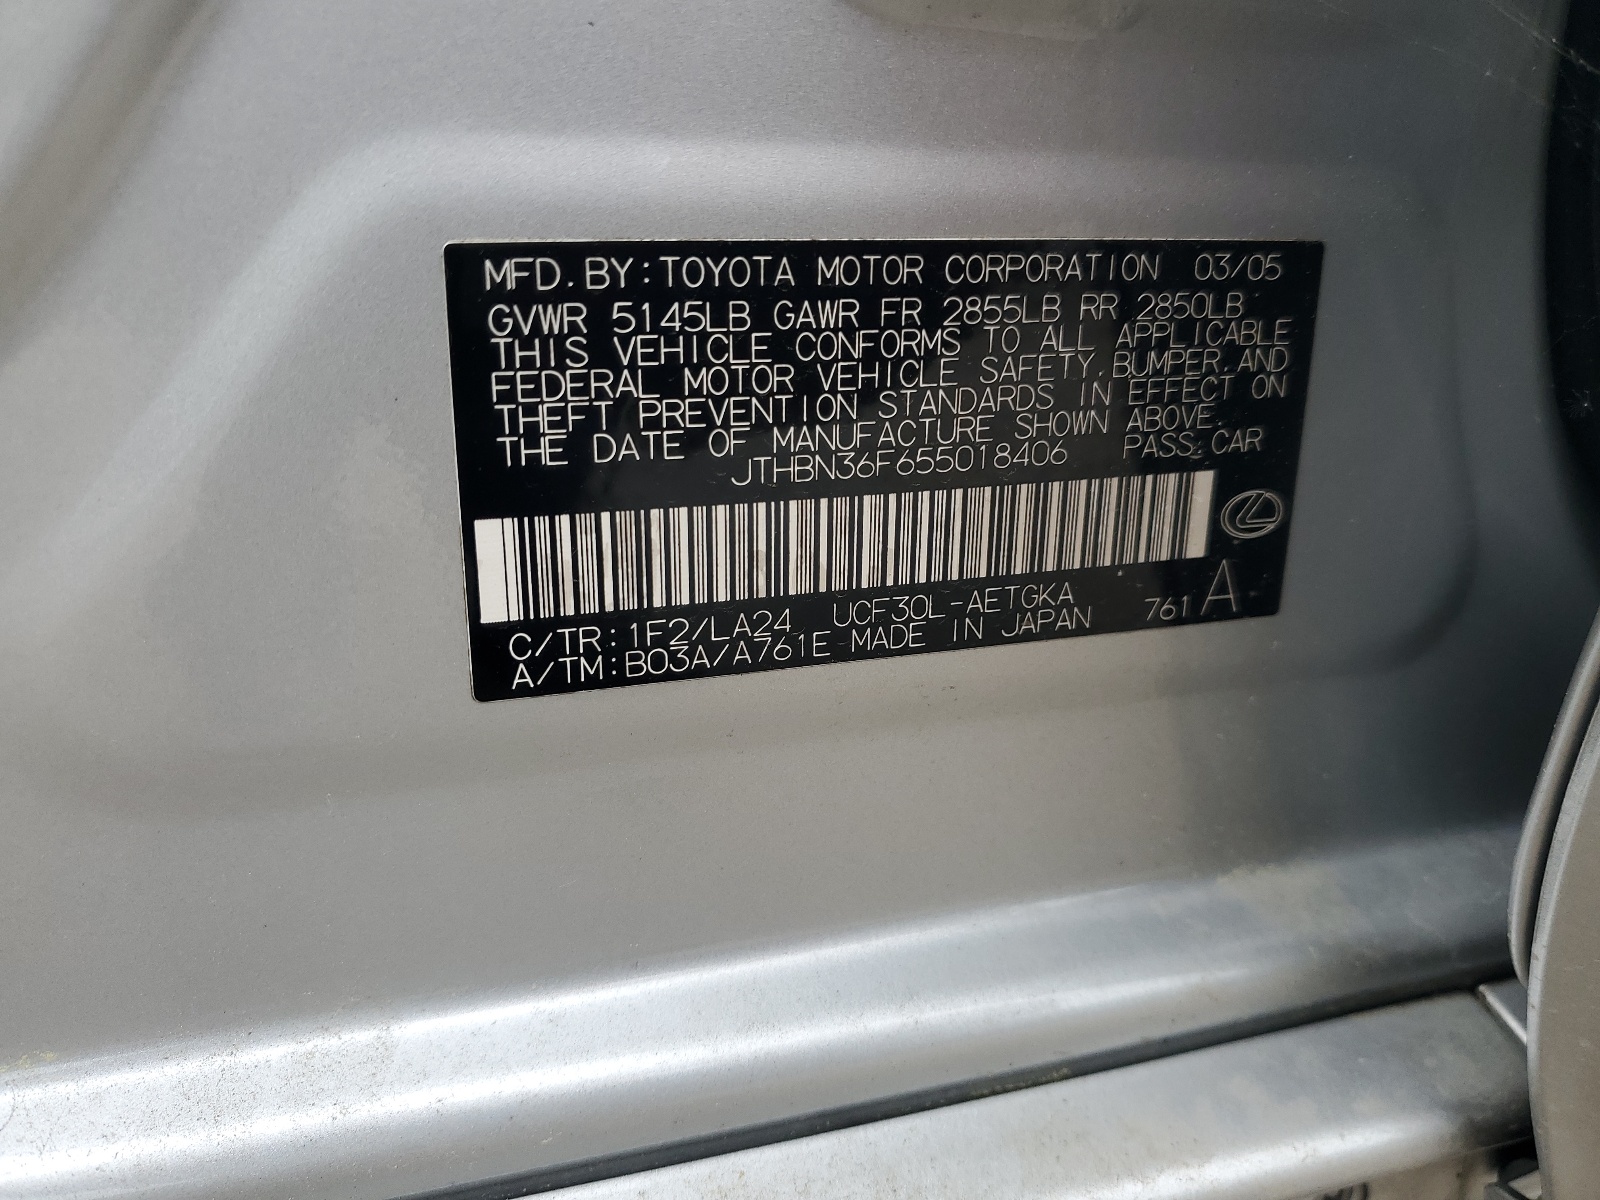 MFD. BY: TOYOTA MOTOR CORPORATION 03/05
GVWR 5145LB GAWR FR 2855LB RR 2850LB
THIS VEHICLE CONFORMS TO ALL APPLICABLE
FEDERAL MOTOR VEHICLE SAFETY, BUMPER, AND
THEFT PREVENTION STANDARDS IN EFFECT ON
THE DATE OF MANUFACTURE SHOWN ABOVE.
JTHBN36F655018406 PASS. CAR
C/TR: 1F2/LA24 UCF30L-AETGKA 761 A
A/TM: B03A/A761E MADE IN JAPAN